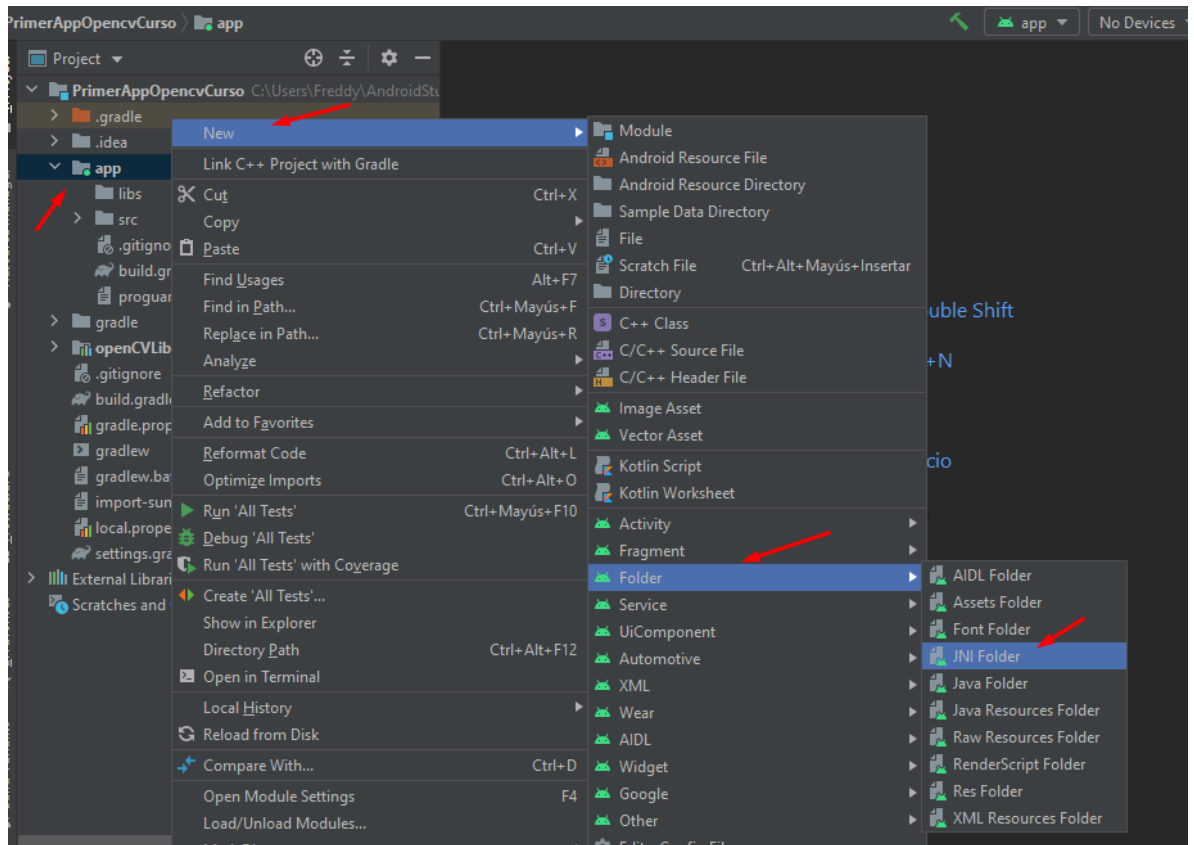 PrimerAppOpencvCurso
app
app
No Devices
Project
PrimerAppOpencvCurso C:\Users\Freddy\AndroidStu
.gradle
.idea
app
libs
src
.gitigno
build.gr
proguar
gradle
openCVLib
.gitignore
build.gradl
gradle.prop
gradlew
gradlew.ba
import-sun
local.prope
settings.gra
External Librari
Scratches and
New
Link C++ Project with Gradle
Cut Ctrl+X
Copy
Paste Ctrl+V
Find Usages Alt+F7
Find in Path... Ctrl+Mayús+F
Replace in Path... Ctrl+Mayús+R
Analyze
Refactor
Add to Favorites
Reformat Code Ctrl+Alt+L
Optimize Imports Ctrl+Alt+O
Run 'All Tests' Ctrl+Mayús+F10
Debug 'All Tests'
Run 'All Tests' with Coverage
Create 'All Tests'...
Show in Explorer
Directory Path Ctrl+Alt+F12
Open in Terminal
Local History
Reload from Disk
Compare With... Ctrl+D
Open Module Settings F4
Load/Unload Modules...
Module
Android Resource File
Android Resource Directory
Sample Data Directory
File
Scratch File Ctrl+Alt+Mayús+Insertar
Directory
C++ Class
C/C++ Source File
C/C++ Header File
Image Asset
Vector Asset
Kotlin Script
Kotlin Worksheet
Activity
Fragment
Folder
Service
UiComponent
Automotive
XML
Wear
AIDL
Widget
Google
Other
AIDL Folder
Assets Folder
Font Folder
JNI Folder
Java Folder
Java Resources Folder
Raw Resources Folder
RenderScript Folder
Res Folder
XML Resources Folder
uble Shift
+N
cio